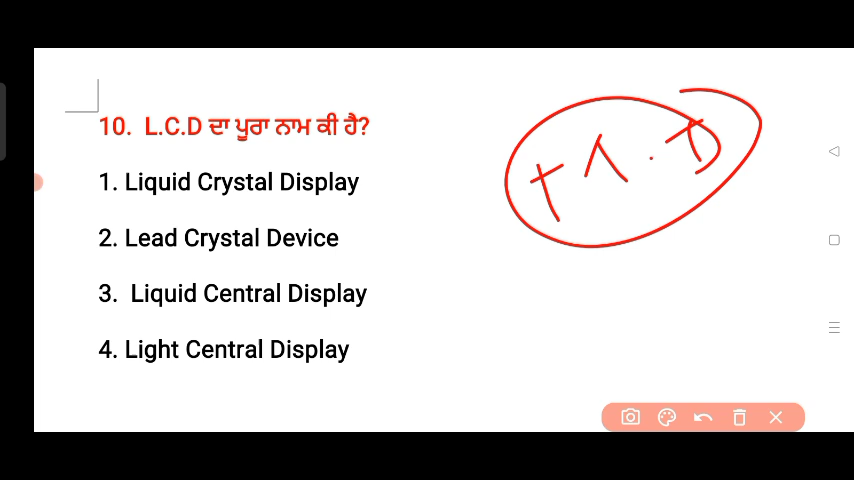 10. L.C.D ਦਾ ਪੂਰਾ ਨਾਮ ਕੀ ਹੈ?
1. Liquid Crystal Display
2. Lead Crystal Device
3. Liquid Central Display
4. Light Central Display